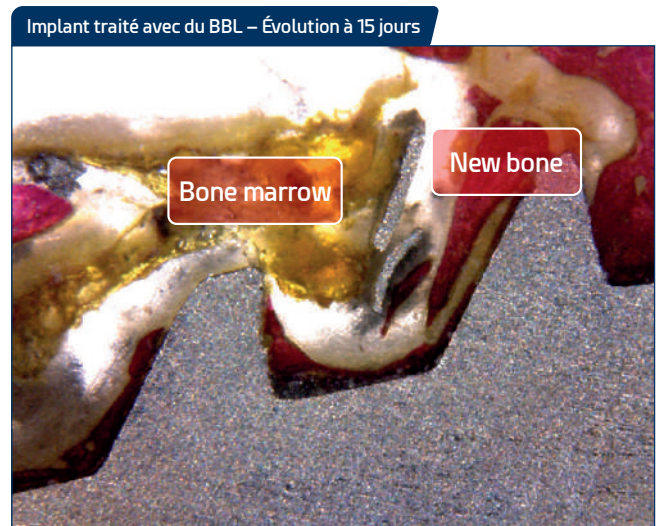 Implant traité avec du BBL – Évolution à 15 jours
New bone
Bone marrow